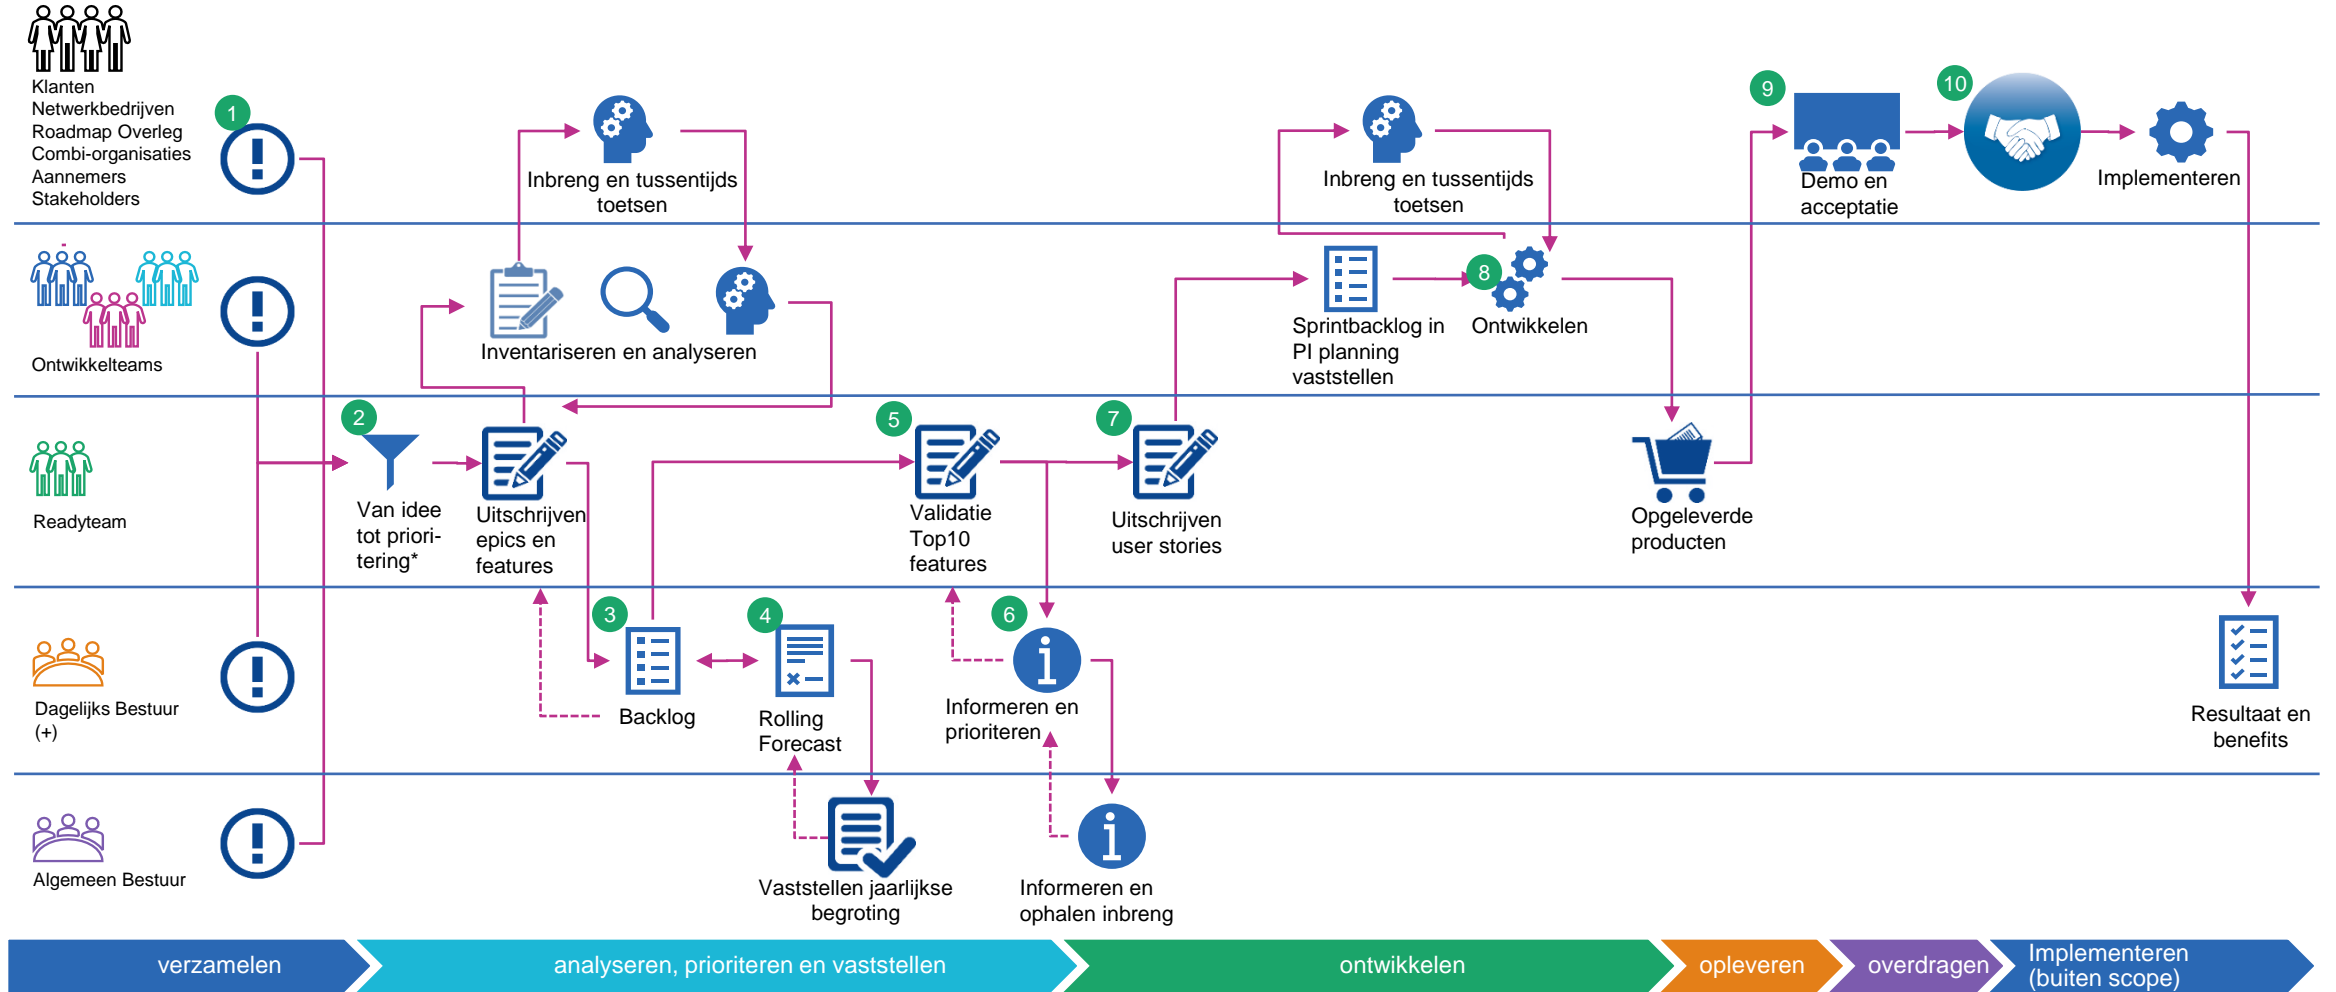 Klanten
Netwerkbedrijven
Roadmap Overleg
Combi-organisaties
Aannemers
Stakeholders
1
Inbreng en tussentijds
toetsen
Inbreng en tussentijds
toetsen
9
Demo en
acceptatie
10
Implementeren
Ontwikkelteams
Inventariseren en analyseren
Sprintbacklog in
PI planning
vaststellen
8
Ontwikkelen
Readyteam
2
Van idee
tot priori-
tering*
Uitschrijven
epics en
features
5
Validatie
Top10
features
7
Uitschrijven
user stories
Opgeleverde
producten
Dagelijks Bestuur
(+)
3
Backlog
4
Rolling
Forecast
6
Informeren en
prioriteren
Resultaat en
benefits
Algemeen Bestuur
Vaststellen jaarlijkse
begroting
Informeren en
ophalen inbreng
verzamelen
analyseren, prioriteren en vaststellen
ontwikkelen
opleveren
overdragen
Implementeren
(buiten scope)